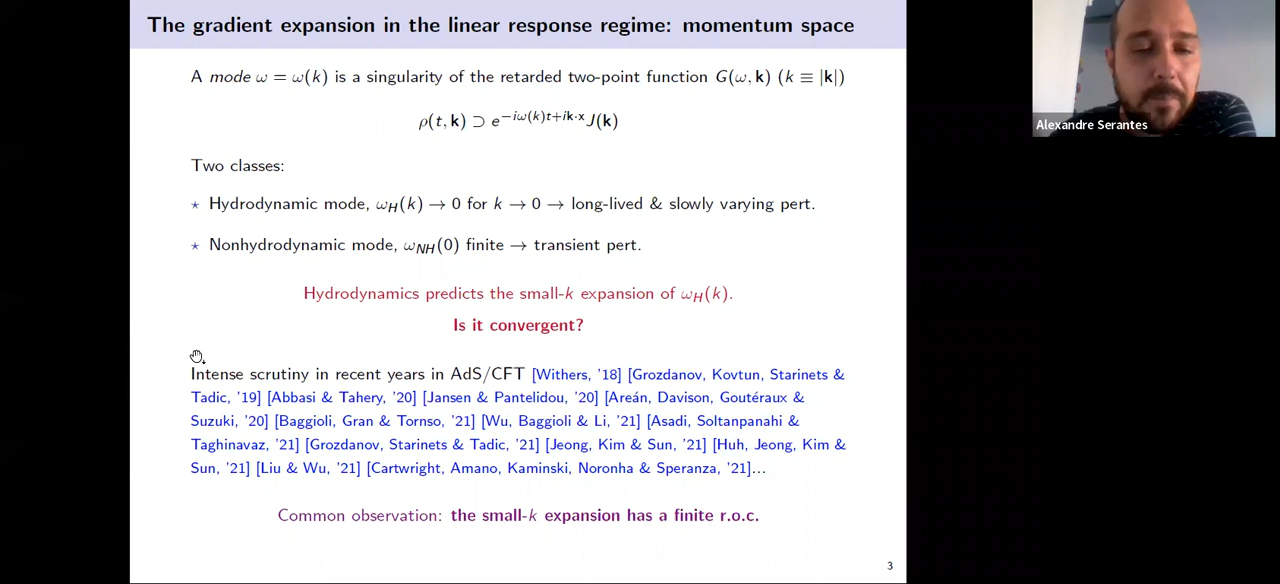 The gradient expansion in the linear response regime: momentum space
A mode ω = ω(k) is a singularity of the retarded two-point function G(ω, k) (k ≡ |k|)
ρ(t, k) ⊃ e^{−iω(k)t+ik·x} J(k)
Two classes:
⋆ Hydrodynamic mode, ω_H(k) → 0 for k → 0 → long-lived & slowly varying pert.
⋆ Nonhydrodynamic mode, ω_NH(0) finite → transient pert.
Hydrodynamics predicts the small-k expansion of ω_H(k).
Is it convergent?
Intense scrutiny in recent years in AdS/CFT [Withers, '18] [Grozdanov, Kovtun, Starinets &
Tadic, '19] [Abbasi & Tahery, '20] [Jansen & Pantelidou, '20] [Areán, Davison, Goutéraux &
Suzuki, '20] [Baggioli, Gran & Tornso, '21] [Wu, Baggioli & Li, '21] [Asadi, Soltanpanahi &
Taghinavaz, '21] [Grozdanov, Starinets & Tadic, '21] [Jeong, Kim & Sun, '21] [Huh, Jeong, Kim &
Sun, '21] [Liu & Wu, '21] [Cartwright, Amano, Kaminski, Noronha & Speranza, '21]...
Common observation: the small-k expansion has a finite r.o.c.
3
Alexandre Serantes